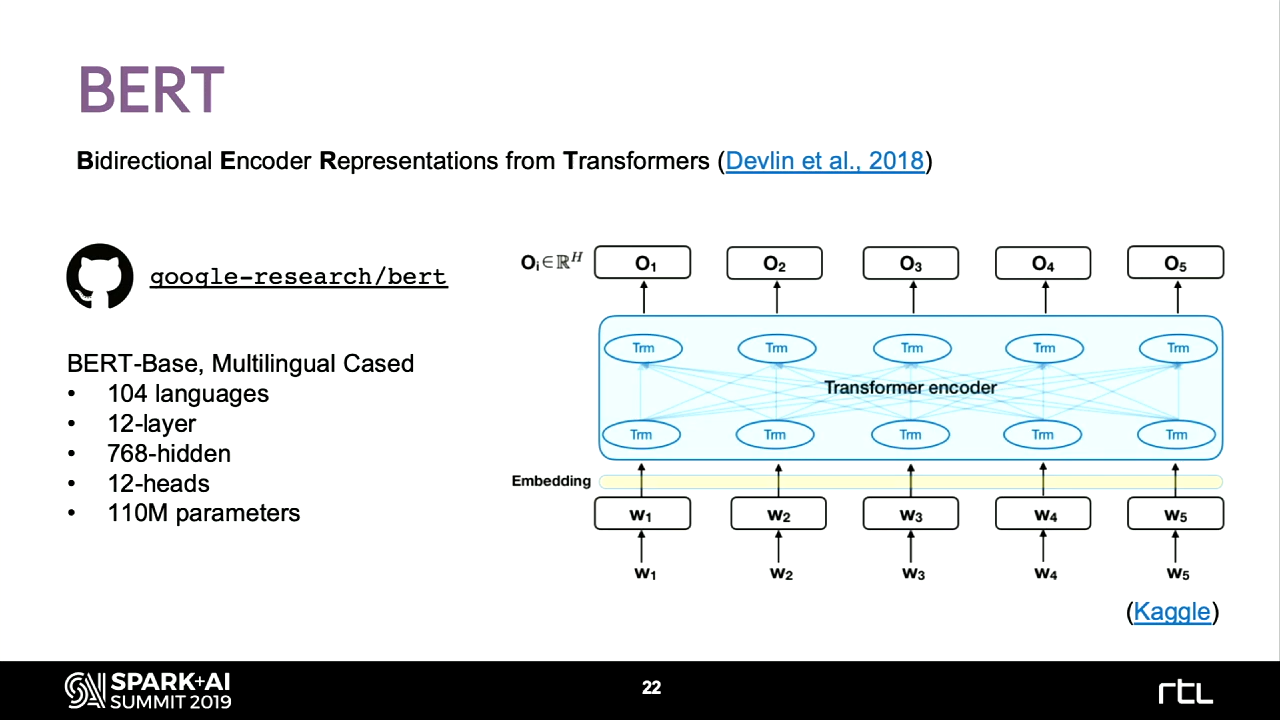 BERT
Bidirectional Encoder Representations from Transformers (Devlin et al., 2018)
google-research/bert
BERT-Base, Multilingual Cased
• 104 languages
• 12-layer
• 768-hidden
• 12-heads
• 110M parameters
Oᵢ∈ℝᴴ O₁ O₂ O₃ O₄ O₅
Trm Trm Trm Trm Trm
Transformer encoder
Trm Trm Trm Trm Trm
Embedding
W₁ W₂ W₃ W₄ W₅
W₁ W₂ W₃ W₄ W₅
(Kaggle)
SPARK+AI
SUMMIT 2019
22
rtl